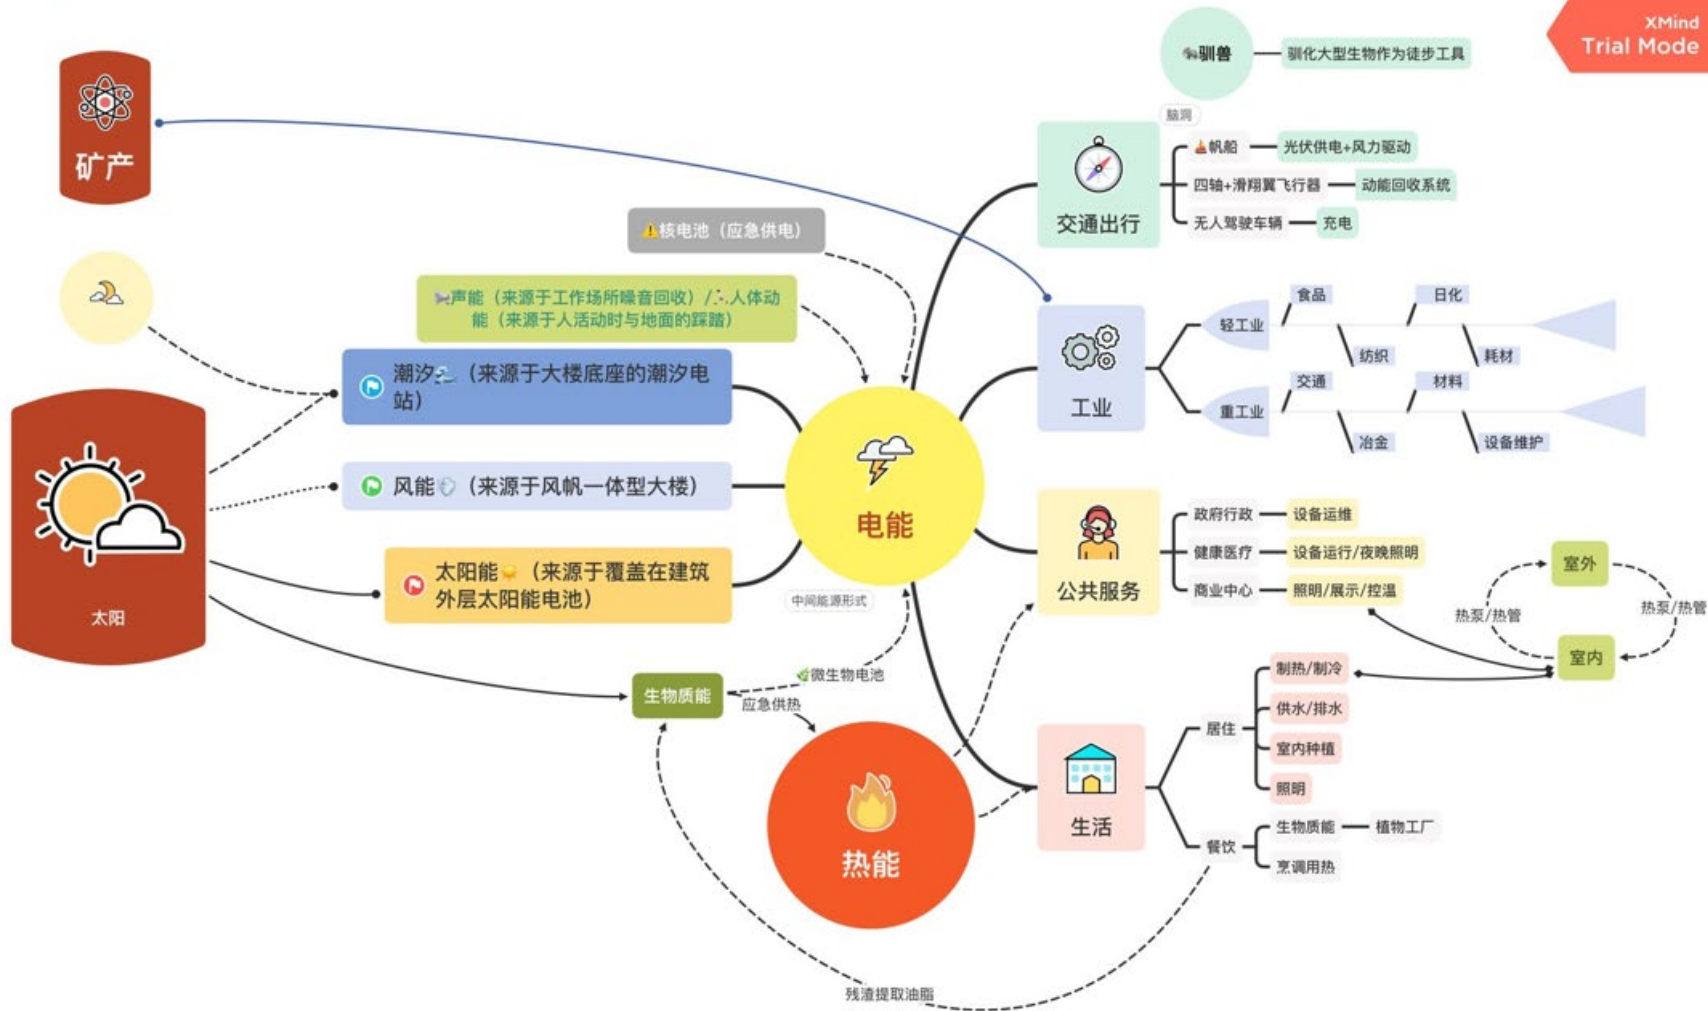 XMind
Trial Mode
矿产
太阳
核电池（应急供电）
声能（来源于工作场所噪音回收）/人体动
能（来源于人活动时与地面的踩踏）
潮汐（来源于大楼底座的潮汐电
站）
风能（来源于风帆一体型大楼）
太阳能（来源于覆盖在建筑
外层太阳能电池）
电能
中间能源形式
生物质能
微生物电池
应急供热
热能
残渣提取油脂
驯兽
驯化大型生物作为徒步工具
脑洞
交通出行
帆船
光伏供电+风力驱动
四轴+滑翔翼飞行器
动能回收系统
无人驾驶车辆
充电
工业
轻工业
食品
日化
纺织
耗材
重工业
交通
材料
冶金
设备维护
公共服务
政府行政
设备运维
健康医疗
设备运行/夜晚照明
商业中心
照明/展示/控温
室外
热泵/热管
热泵/热管
室内
生活
居住
制热/制冷
供水/排水
室内种植
照明
餐饮
生物质能
植物工厂
烹调用热